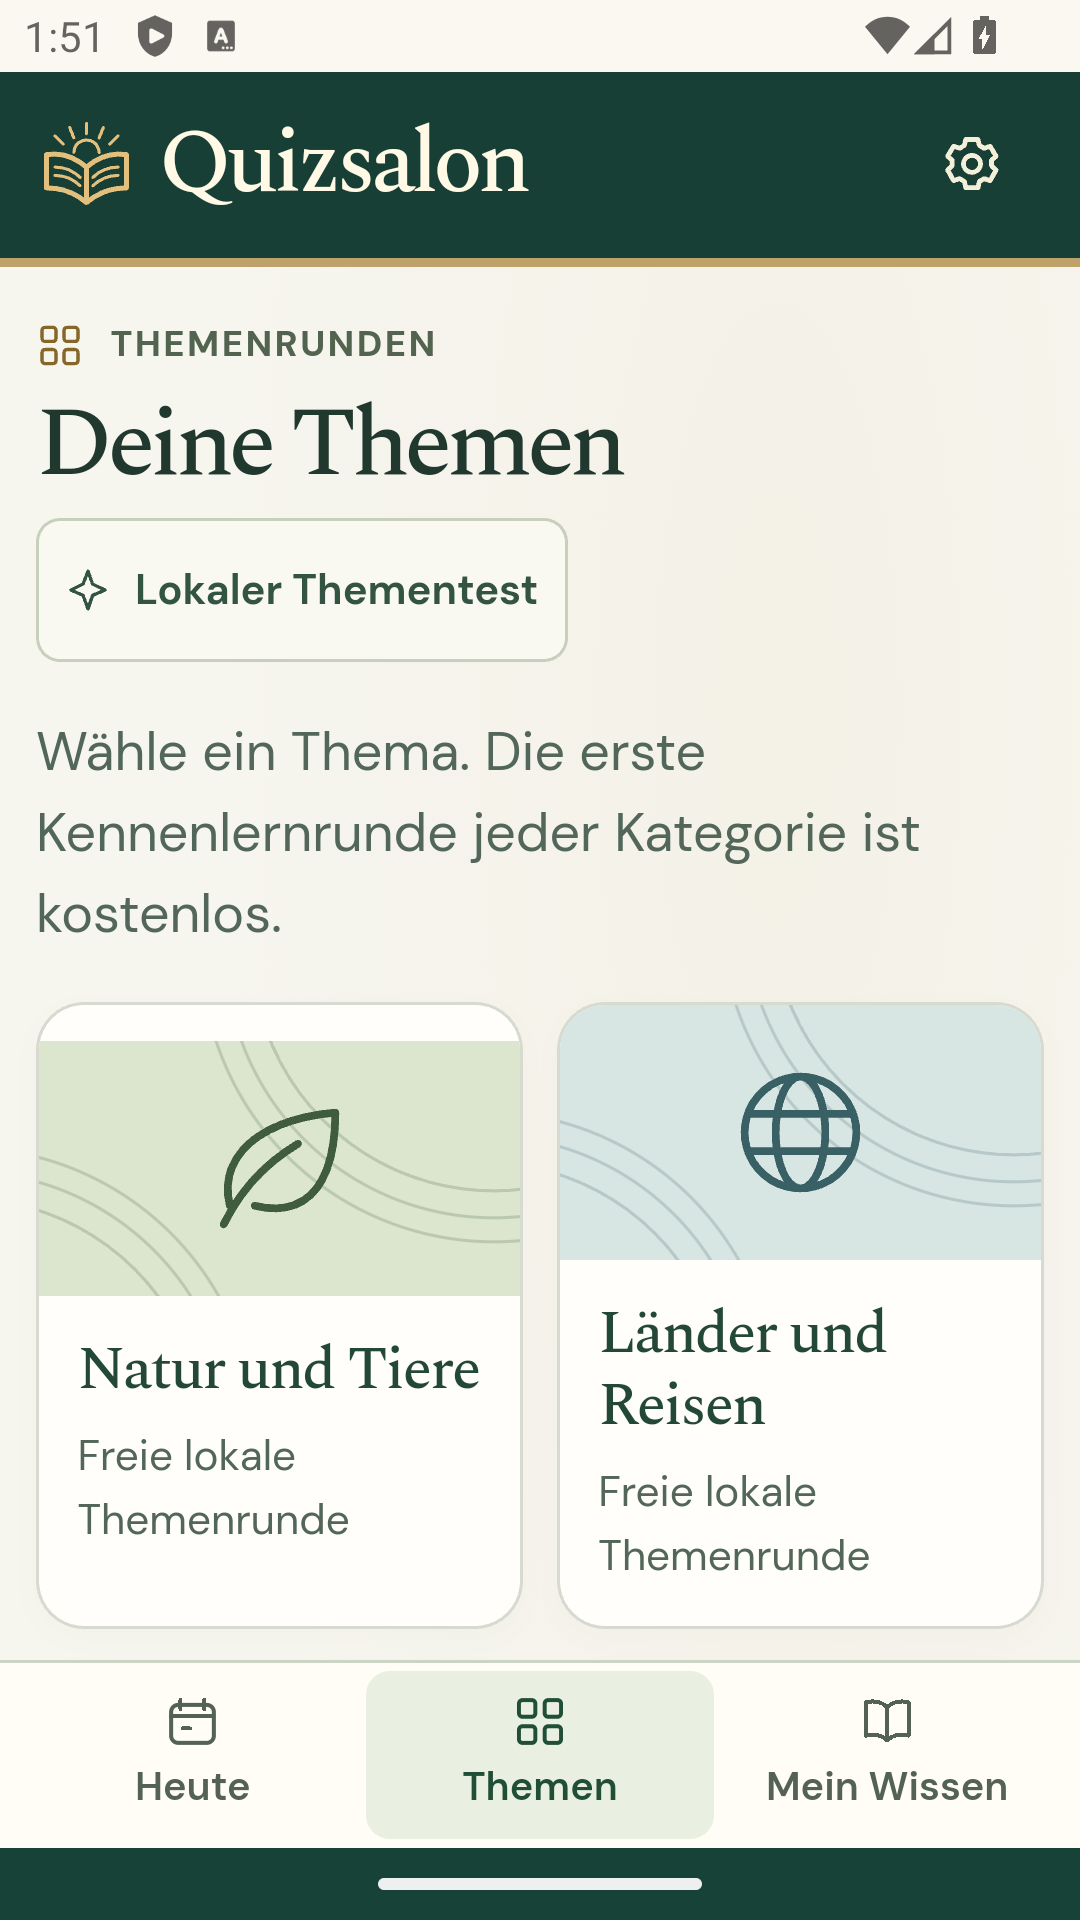 1:51
A
Quizsalon
THEMENRUNDEN
Deine Themen
Lokaler Thementest
Wähle ein Thema. Die erste
Kennenlernrunde jeder Kategorie ist
kostenlos.
Natur und Tiere
Freie lokale
Themenrunde
Länder und
Reisen
Freie lokale
Themenrunde
Heute
Themen
Mein Wissen